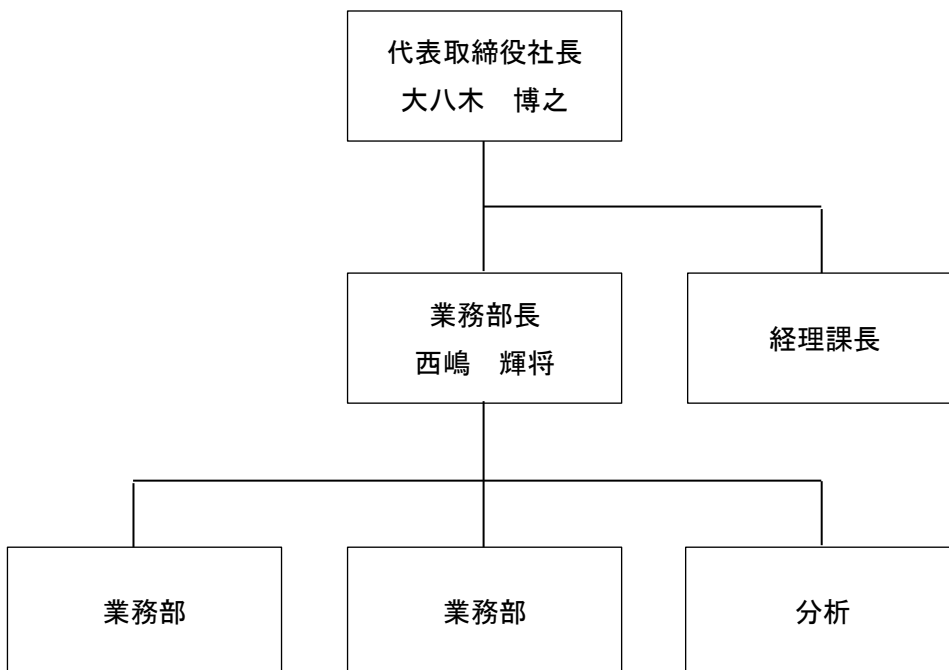 代表取締役社長
大八木　博之
業務部長
西嶋　輝将
経理課長
業務部
業務部
分析